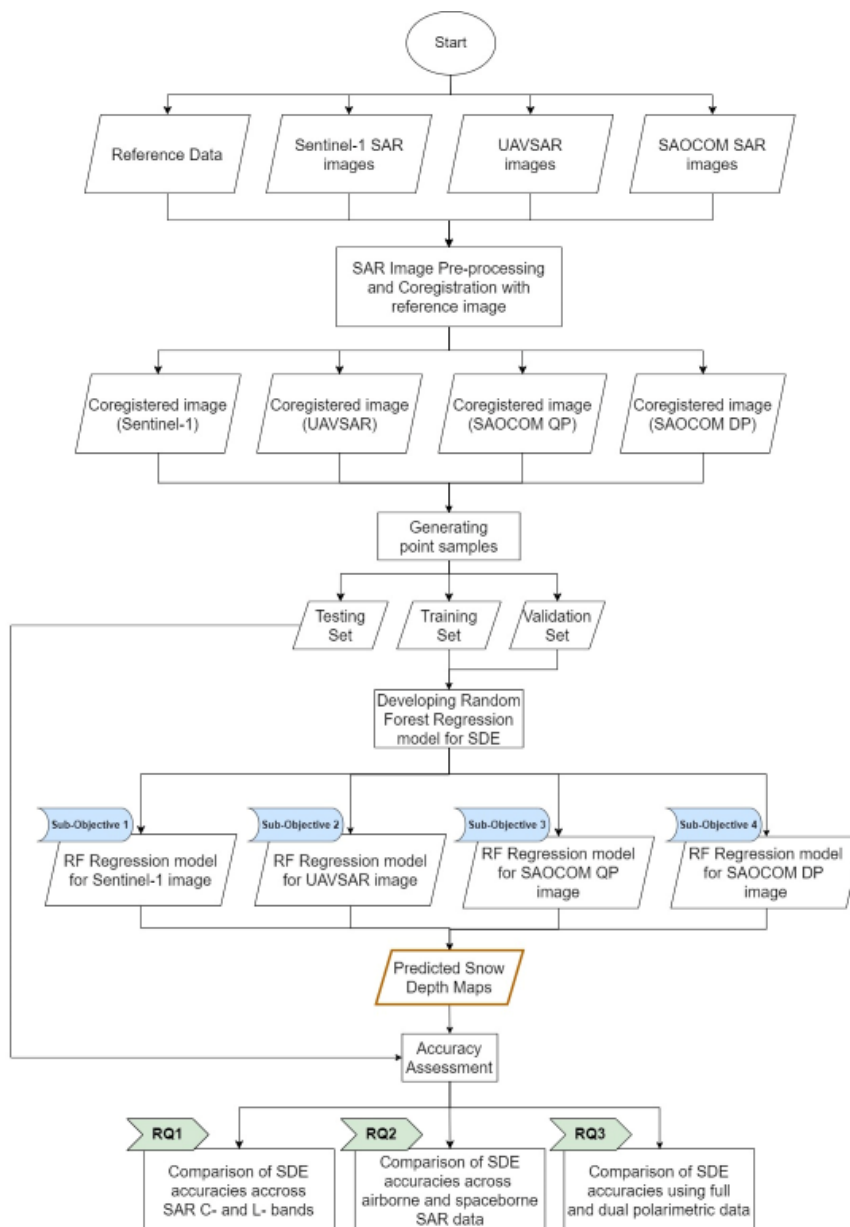 Start
Reference Data
Sentinel-1 SAR
images
UAVSAR
images
SAOCOM SAR
images
SAR Image Pre-processing
and Coregistration with
reference image
Coregistered image
(Sentinel-1)
Coregistered image
(UAVSAR)
Coregistered image
(SAOCOM QP)
Coregistered image
(SAOCOM DP)
Generating
point samples
Testing
Set
Training
Set
Validation
Set
Developing Random
Forest Regression
model for SDE
Sub-Objective 1
RF Regression model
for Sentinel-1 image
Sub-Objective 2
RF Regression model
for UAVSAR image
Sub-Objective 3
RF Regression model
for SAOCOM QP
image
Sub-Objective 4
RF Regression model
for SAOCOM DP
image
Predicted Snow
Depth Maps
Accuracy
Assessment
RQ1
Comparison of SDE
accuracies accross
SAR C- and L- bands
RQ2
Comparison of SDE
accuracies across
airborne and spaceborne
SAR data
RQ3
Comparison of SDE
accuracies using full
and dual polarimetric data